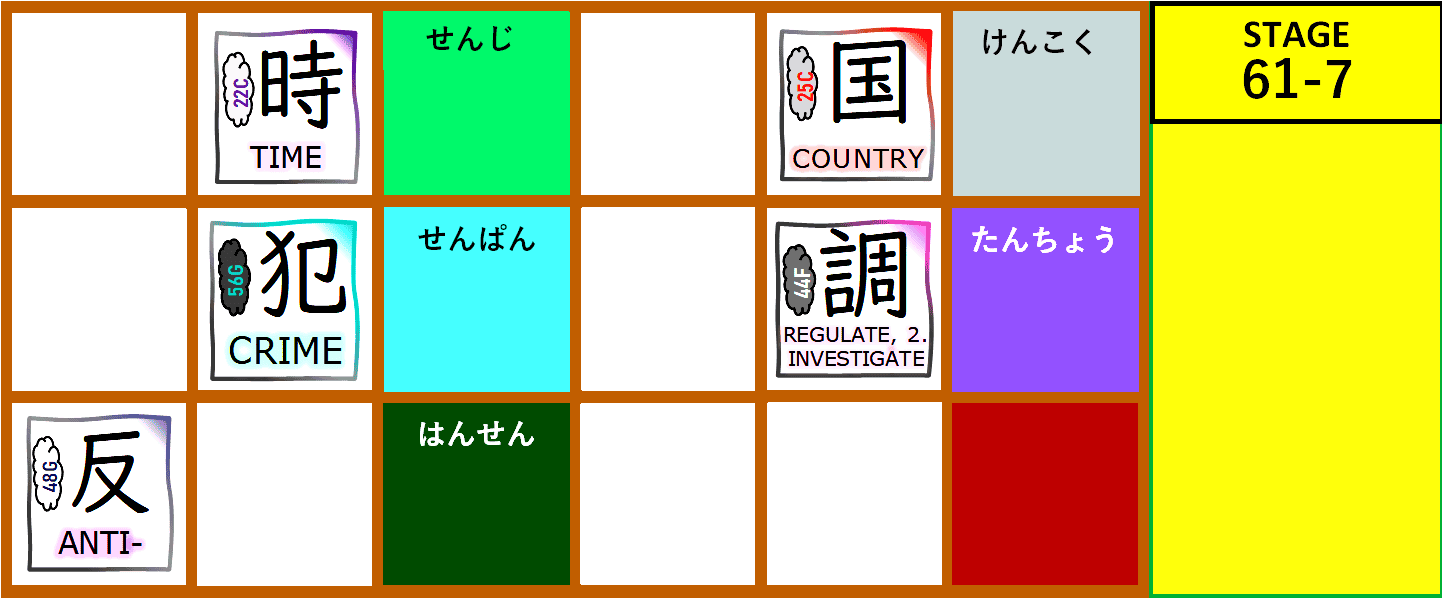 22C
時
TIME
せんじ
25C
国
COUNTRY
けんこく
STAGE
61-7
56G
犯
CRIME
せんぱん
44F
調
REGULATE, 2.
INVESTIGATE
たんちょう
48G
反
ANTI-
はんせん